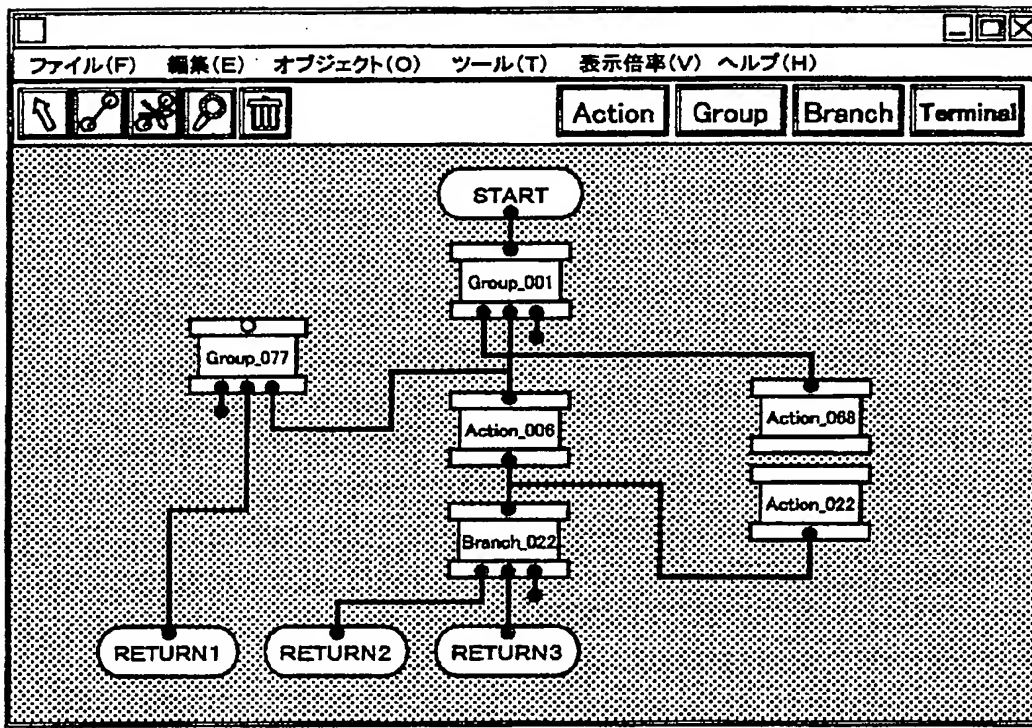 ファイル(F) 編集(E) オブジェクト(O) ツール(T) 表示倍率(V) ヘルプ(H)
Action Group Branch Terminal
START
Group_001
Group_077
Action_006
Action_068
Action_022
Branch_022
RETURN1 RETURN2 RETURN3